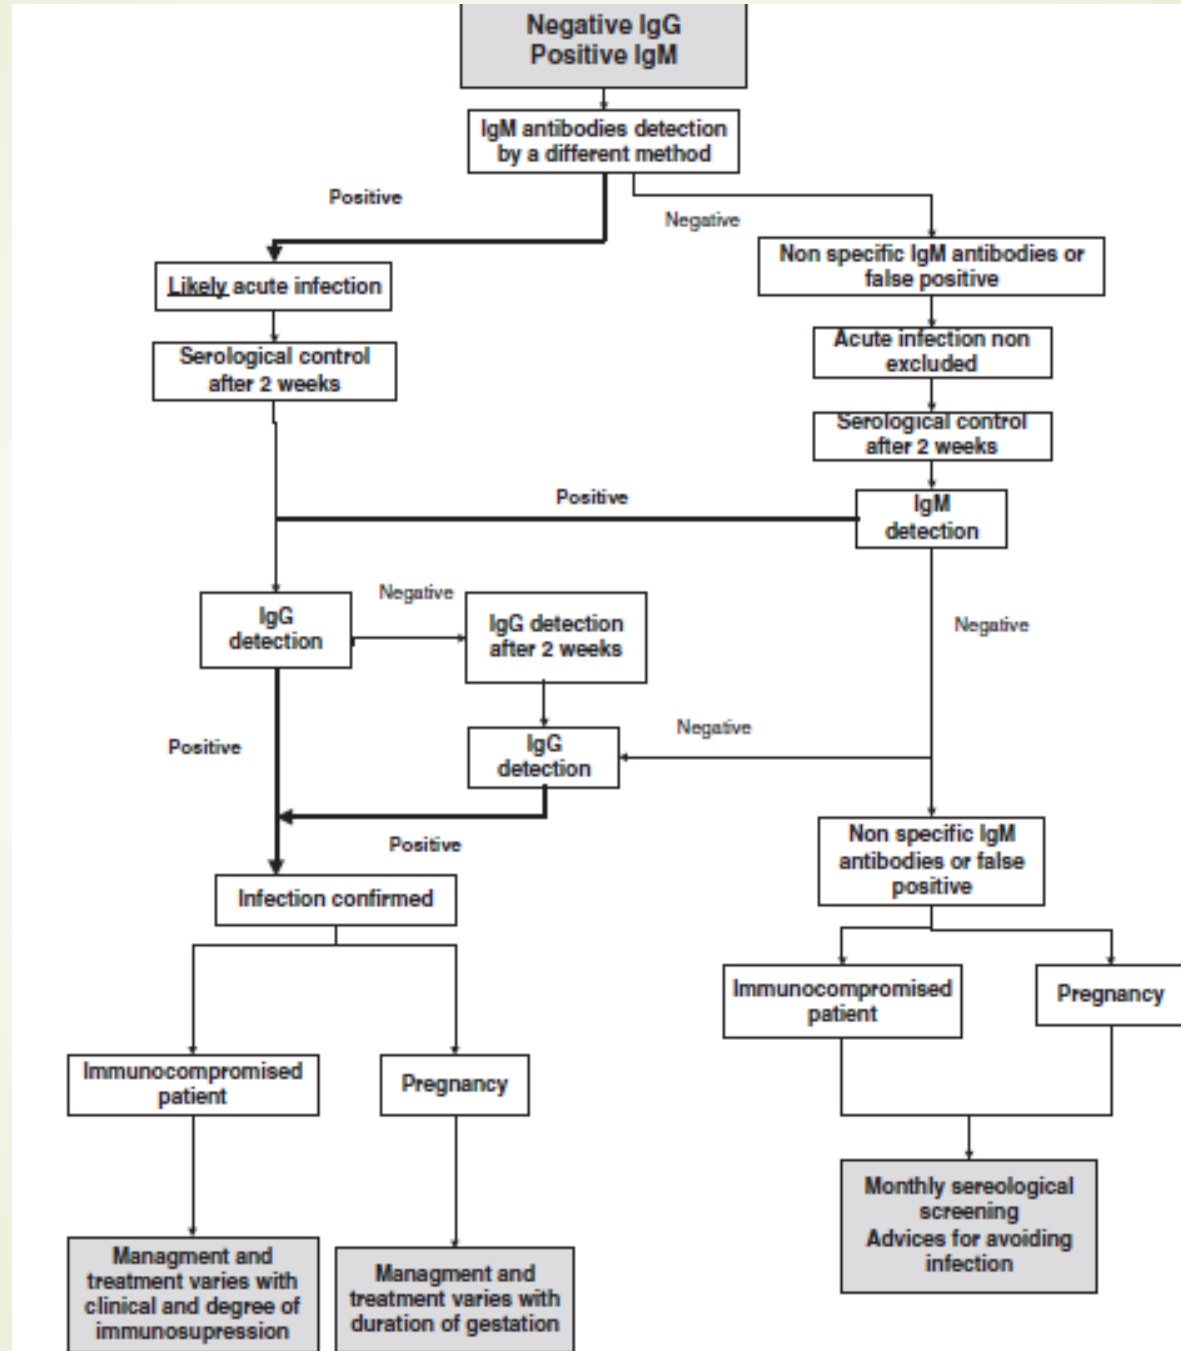 Negative IgG
Positive IgM
IgM antibodies detection
by a different method
Positive
Negative
Likely acute infection
Non specific IgM antibodies or
false positive
Serological control
after 2 weeks
Acute infection non
excluded
Serological control
after 2 weeks
Positive
IgM
detection
IgG
detection
Negative
IgG detection
after 2 weeks
Negative
Positive
IgG
detection
Negative
Positive
Non specific IgM
antibodies or false
positive
Infection confirmed
Immunocompromised
patient
Pregnancy
Immunocompromised
patient
Pregnancy
Monthly sereological
screening
Advices for avoiding
infection
Managment and
treatment varies with
clinical and degree of
immunosupression
Managment and
treatment varies with
duration of gestation